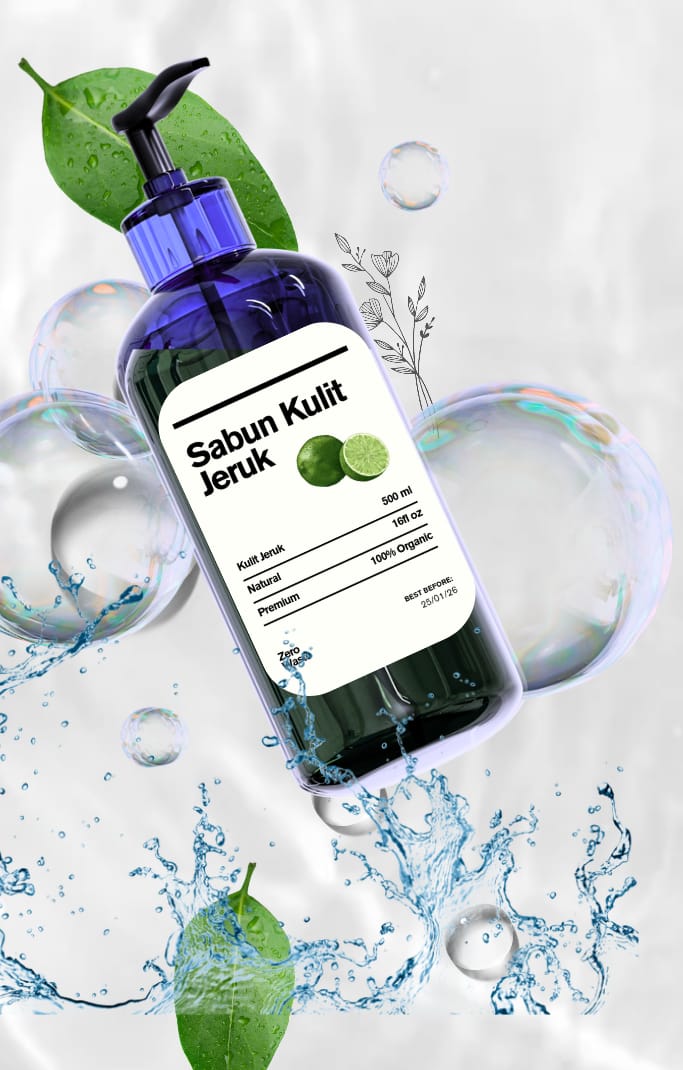 Sabun Kulit
Jeruk
500 ml
Kulit Jeruk
16fl oz
Natural
100% Organic
Premium
BEST BEFORE:
25/01/26
Zero